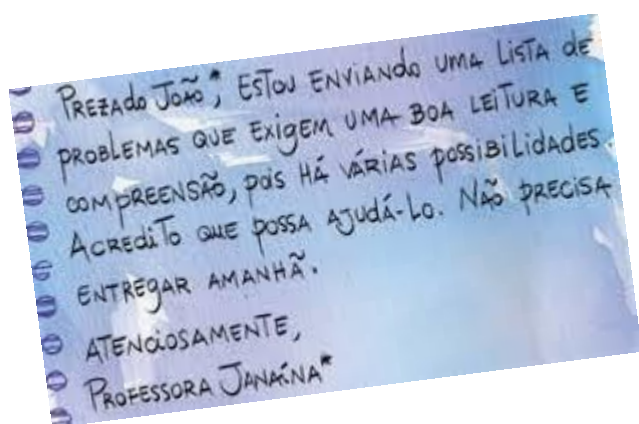 PREZADO JOÃO*, ESTOU ENVIANDO UMA LISTA DE
PROBLEMAS QUE EXIGEM UMA BOA LEITURA E
COMPREENSÃO, POIS HÁ VÁRIAS POSSIBILIDADES.
ACREDITO QUE POSSA AJUDÁ-LO. NÃO PRECISA
ENTREGAR AMANHÃ.
ATENCIOSAMENTE,
PROFESSORA JANAÍNA*